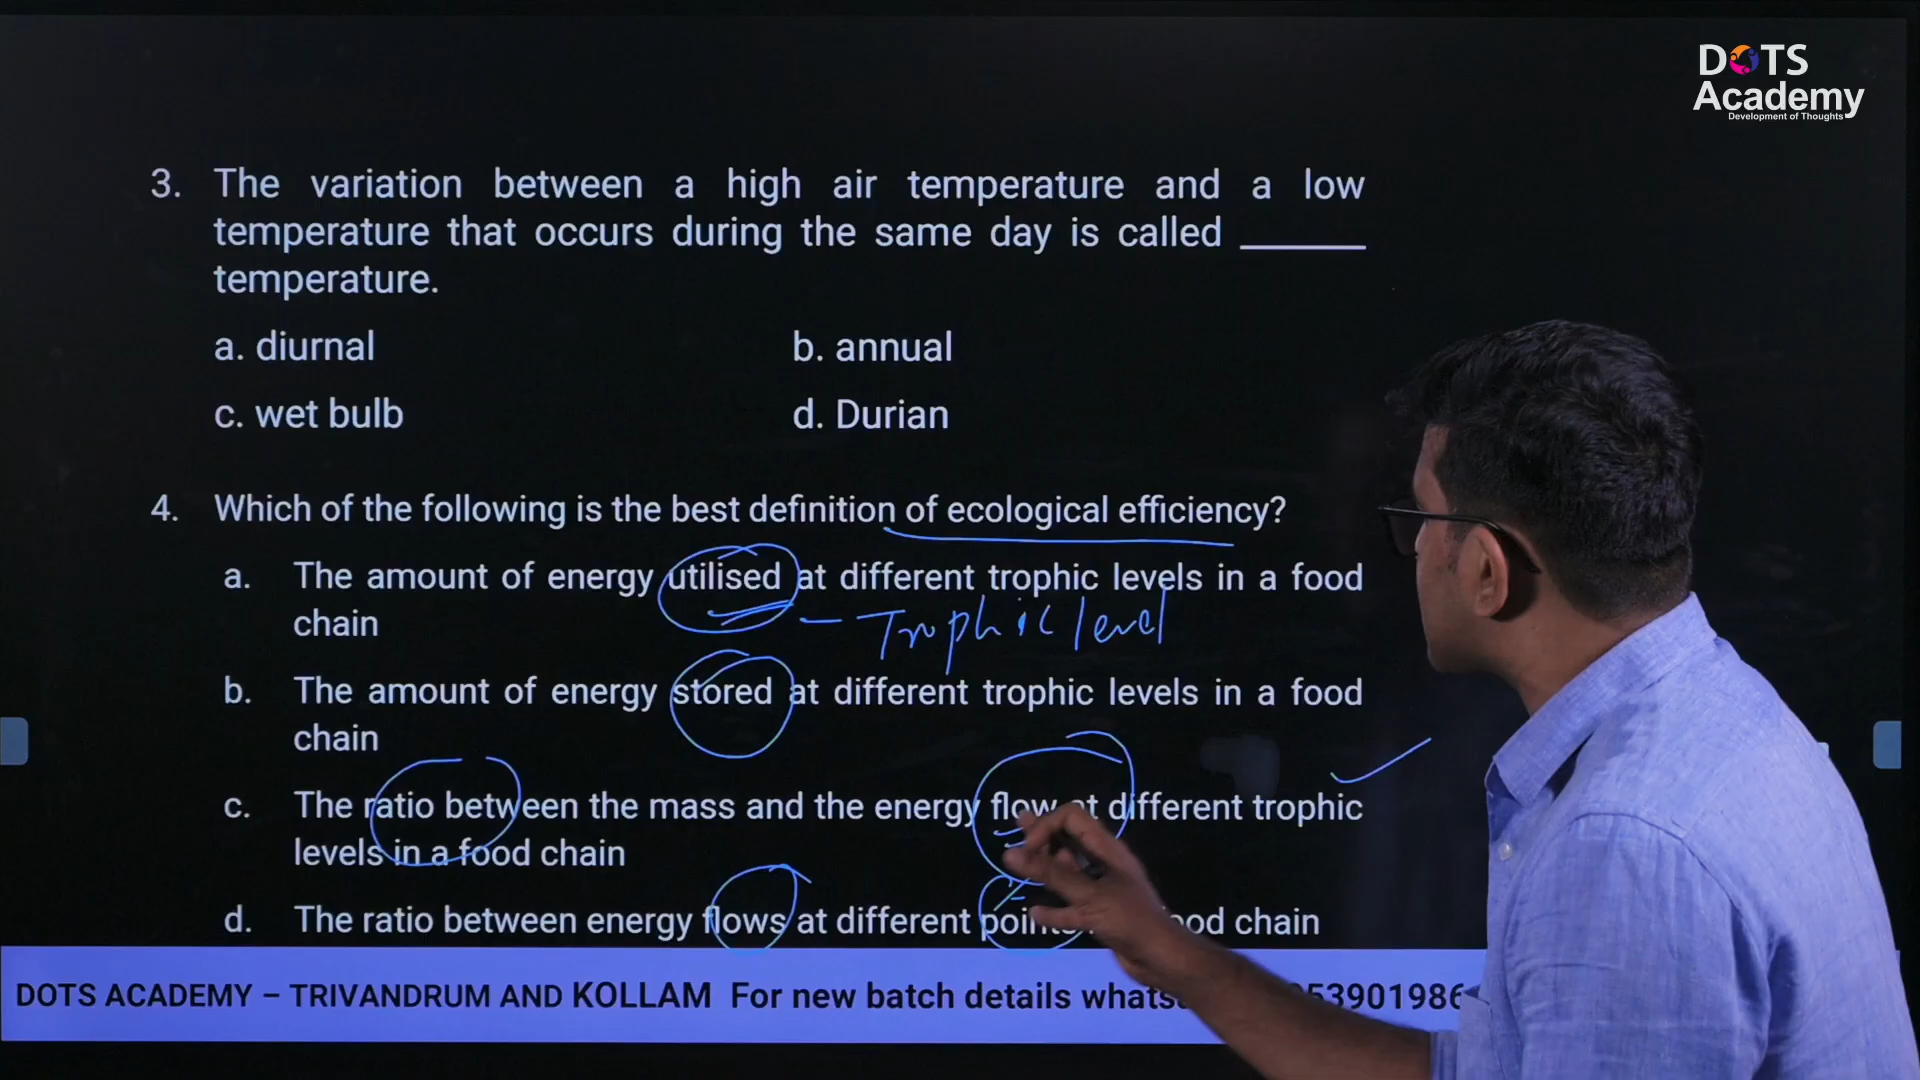 DOTS
Academy
Development of Thoughts
3. The variation between a high air temperature and a low
temperature that occurs during the same day is called ______
temperature.
a. diurnal b. annual
c. wet bulb d. Durian
4. Which of the following is the best definition of ecological efficiency?
a. The amount of energy utilised at different trophic levels in a food
chain
– Trophic level
b. The amount of energy stored at different trophic levels in a food
chain
c. The ratio between the mass and the energy flow at different trophic
levels in a food chain
d. The ratio between energy flows at different food chain
DOTS ACADEMY – TRIVANDRUM AND KOLLAM For new batch details